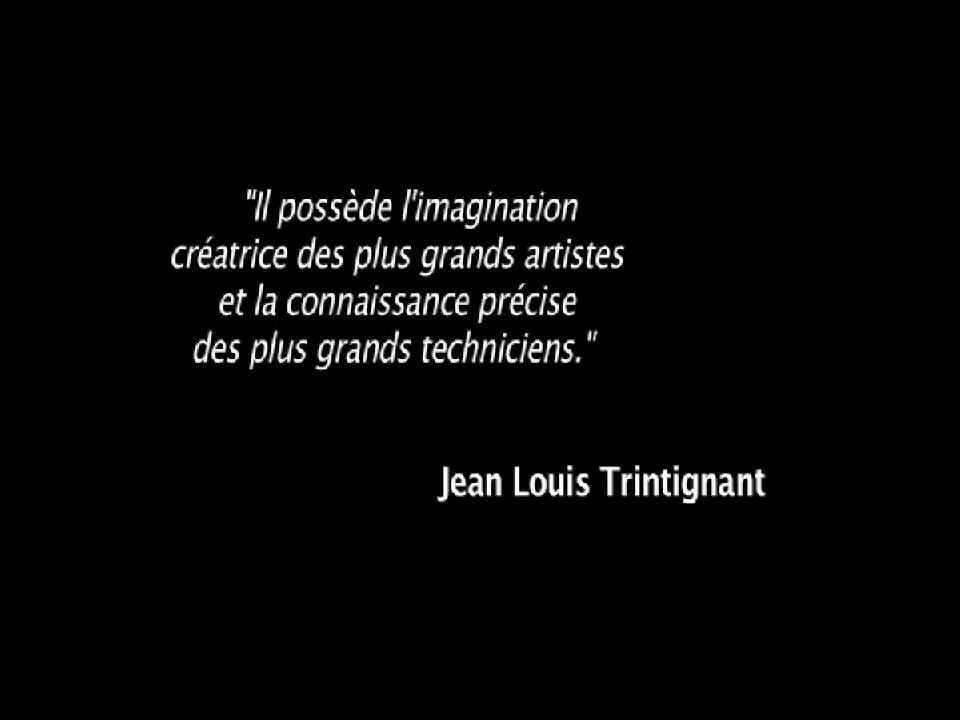 "Il possède l'imagination
créatrice des plus grands artistes
et la connaissance précise
des plus grands techniciens."
Jean Louis Trintignant